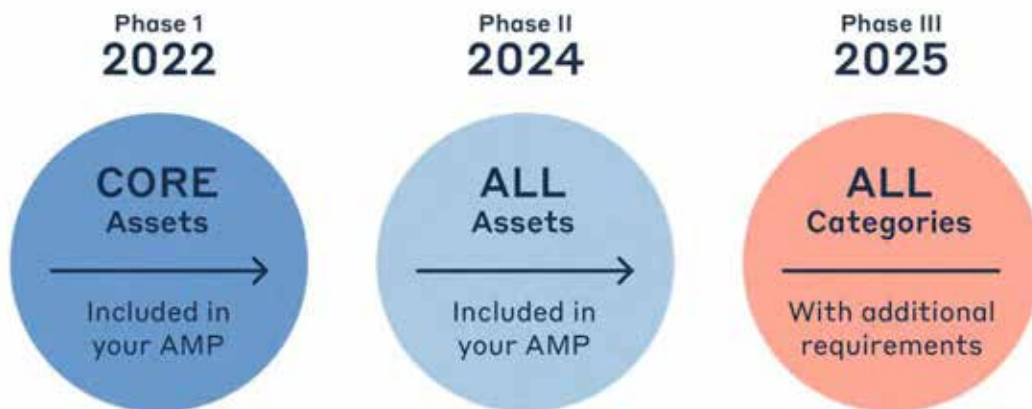 Phase 1
2022
CORE
Assets
Included in
your AMP
Phase II
2024
ALL
Assets
Included in
your AMP
Phase III
2025
ALL
Categories
With additional
requirements